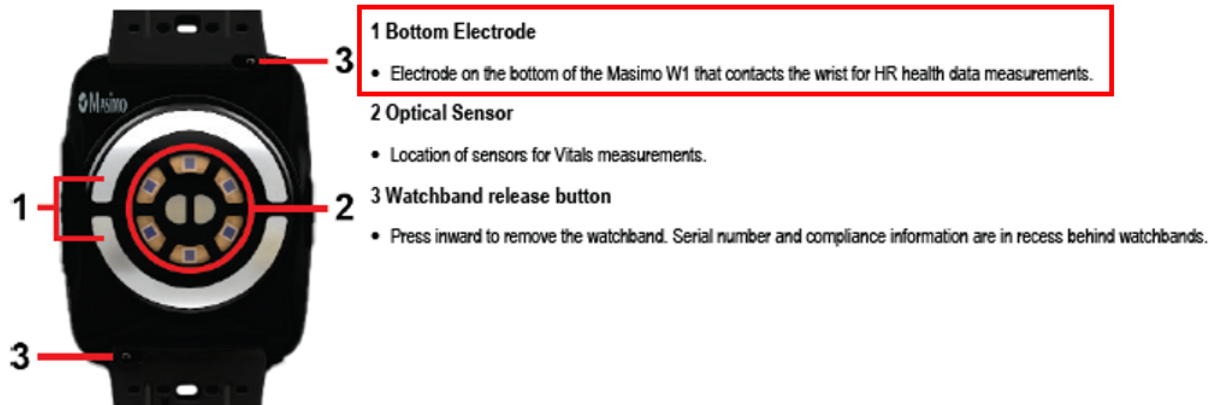 1 Bottom Electrode
• Electrode on the bottom of the Masimo W1 that contacts the wrist for HR health data measurements.
2 Optical Sensor
• Location of sensors for Vitals measurements.
3 Watchband release button
• Press inward to remove the watchband. Serial number and compliance information are in recess behind watchbands.
3
Masimo
1
2
3